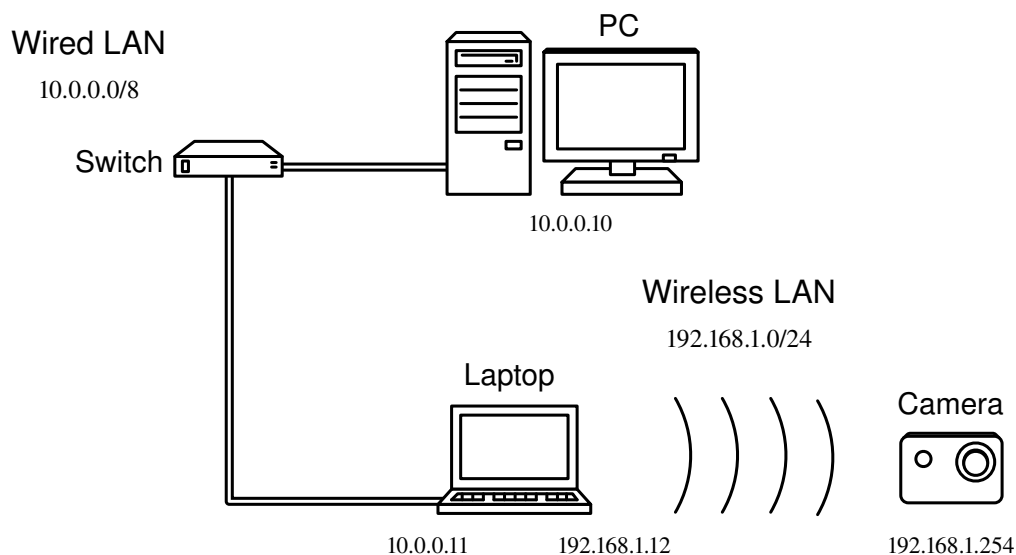 PC
Wired LAN
10.0.0.0/8
Switch
10.0.0.10
Wireless LAN
192.168.1.0/24
Laptop
Camera
10.0.0.11
192.168.1.12
192.168.1.254